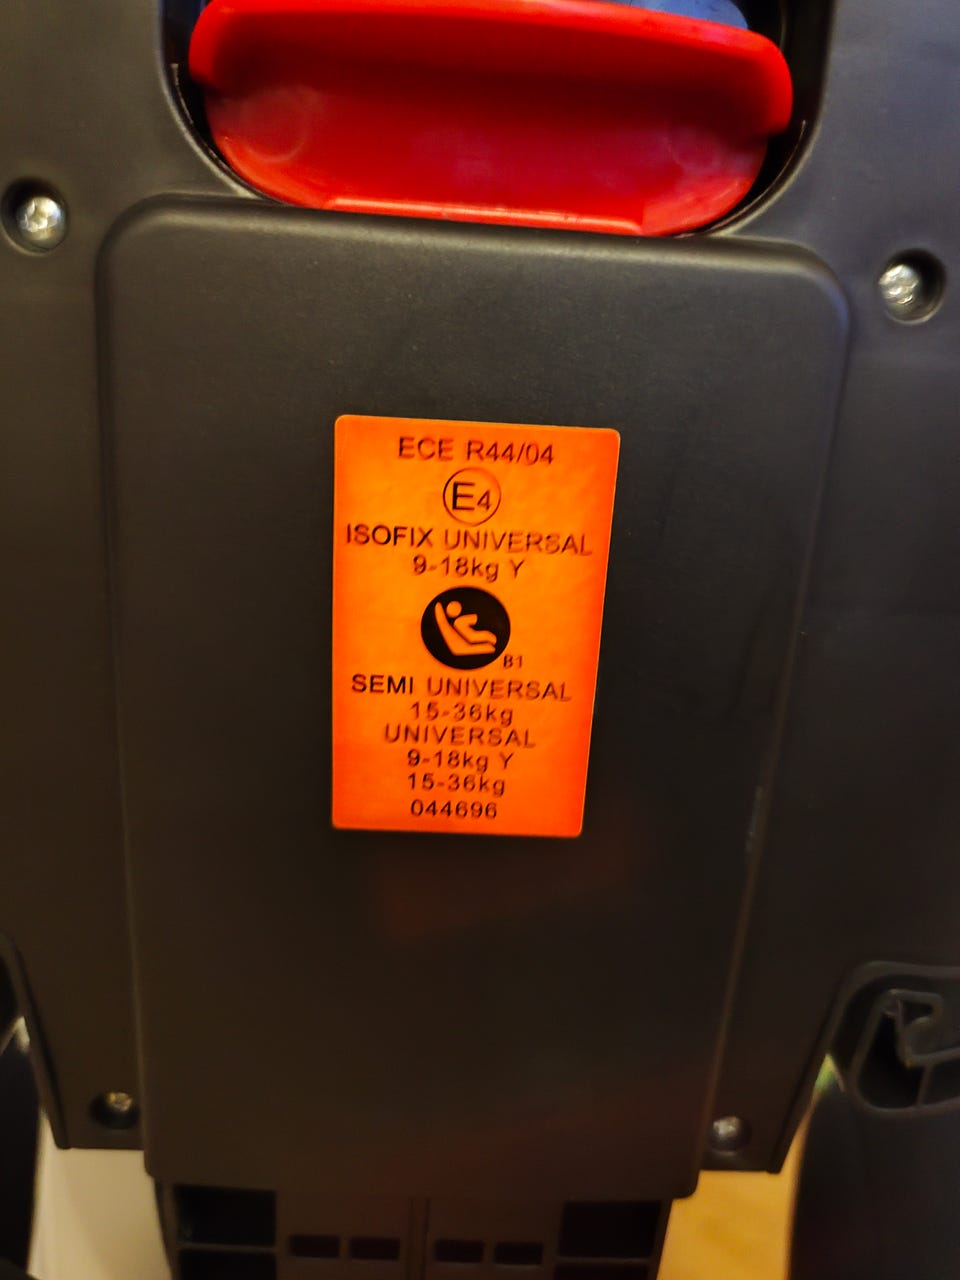 ECE R44/04
E4
ISOFIX UNIVERSAL
9-18kg Y
B1
SEMI UNIVERSAL
15-36kg
UNIVERSAL
9-18kg Y
15-36kg
044696